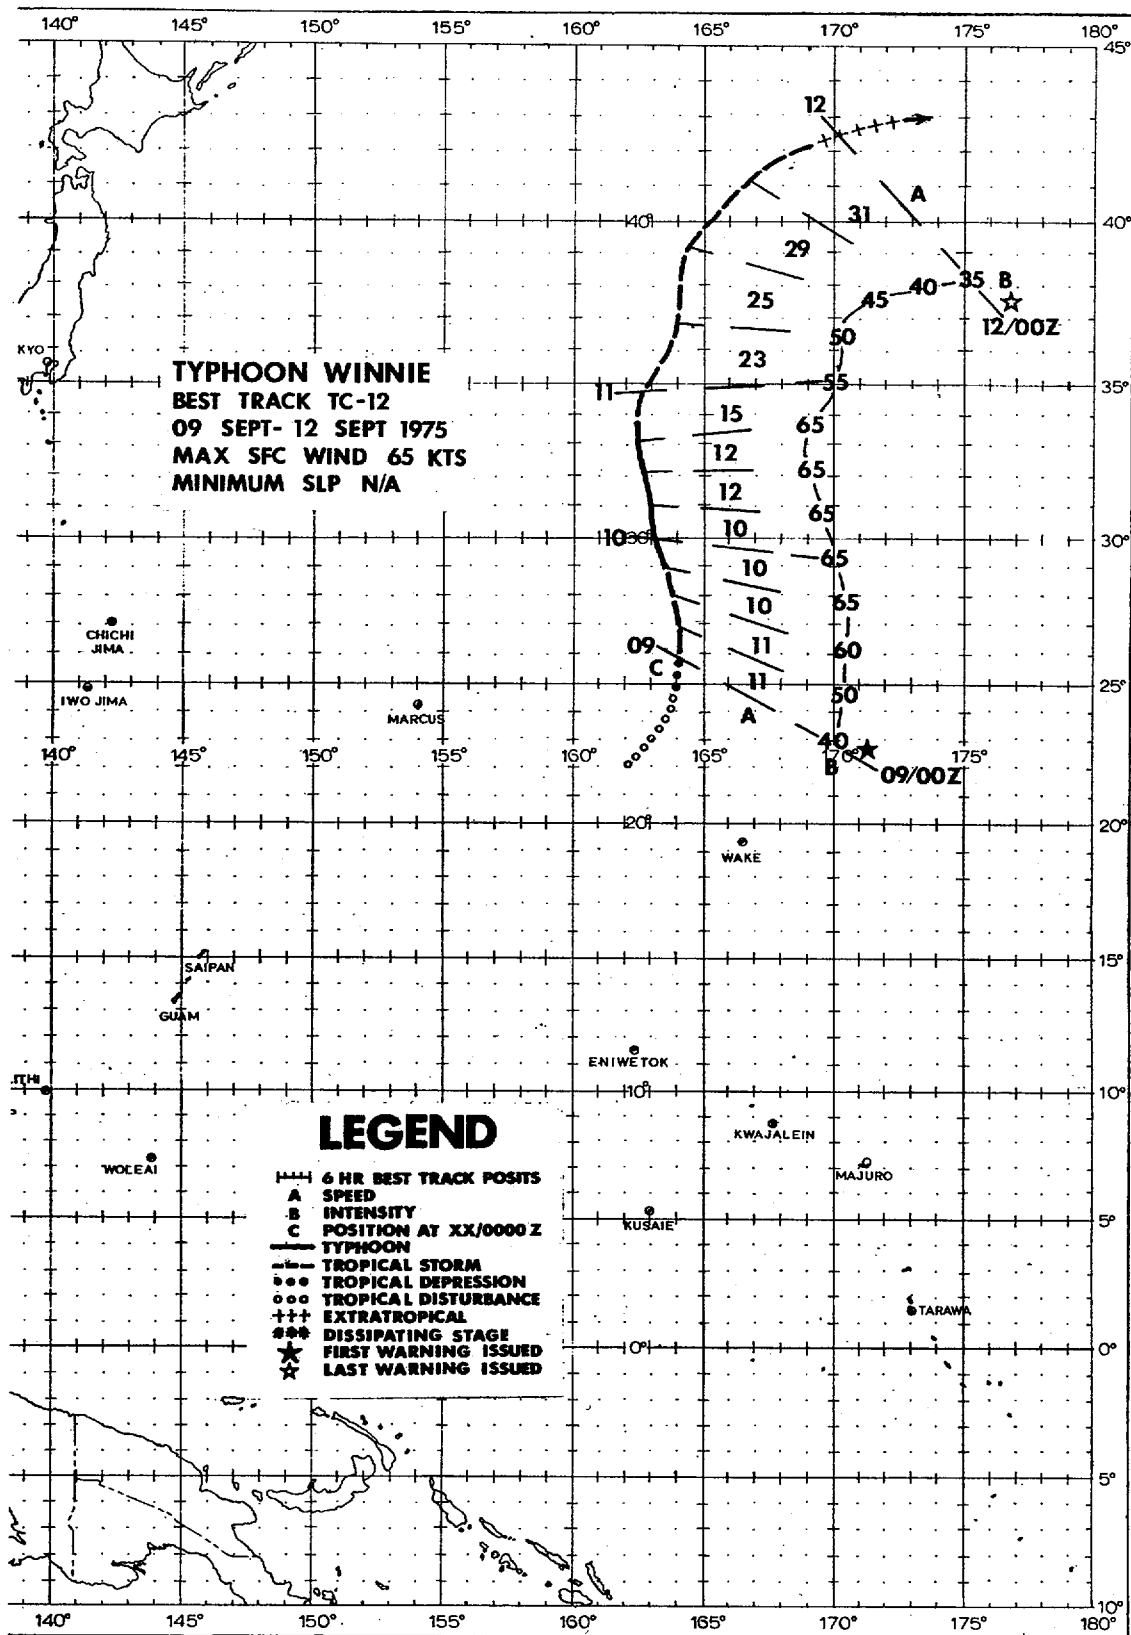 140° 145° 150° 155° 160° 165° 170° 175° 180°
45°
12
A
40° 31 40°
29
35 B
25 45 40
12/00Z
50
KYO
23
TYPHOON WINNIE
11 55 35°
BEST TRACK TC-12
15 65
09 SEPT- 12 SEPT 1975
12 65
MAX SFC WIND 65 KTS
MINIMUM SLP N/A
12 65
10 30° 10 65 30°
10 65
10
CHICHI
JIMA
09 11 60
C
11 50 25°
IWO JIMA
MARCUS
A
40
140° 145° 150° 155° 160° 165° 170° 175°
B 09/00Z
20° 20°
WAKE
SAIPAN
15°
GUAM
ENIWETOK
ITHI
10° 10°
LEGEND
KWAJALEIN
WOLEAI
MAJURO
6 HR BEST TRACK POSITS
A SPEED
B INTENSITY
KUSAIE 5°
C POSITION AT XX/0000 Z
TYPHOON
TROPICAL STORM
TROPICAL DEPRESSION
TROPICAL DISTURBANCE
TARAWA
EXTRATROPICAL
DISSIPATING STAGE
FIRST WARNING ISSUED
0° 0°
LAST WARNING ISSUED
5°
10°
140° 145° 150° 155° 160° 165° 170° 175° 180°